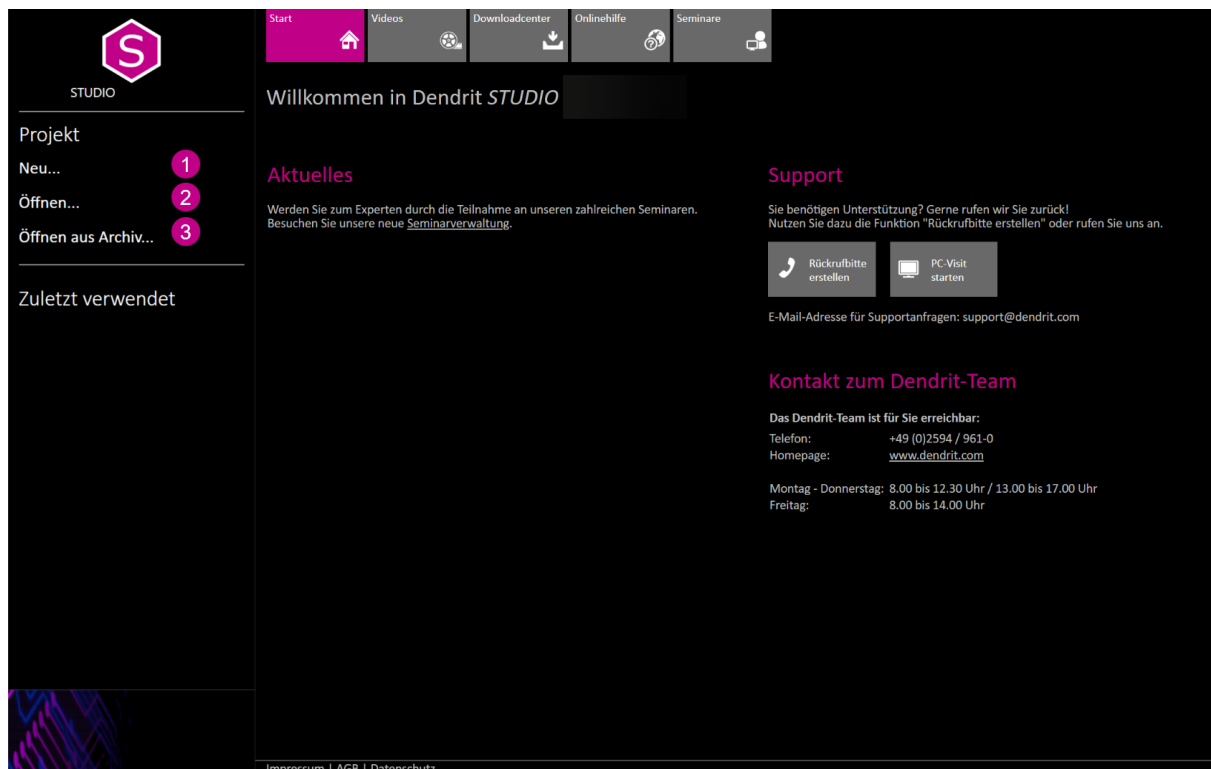 S
STUDIO
Projekt
Neu... 1
Öffnen... 2
Öffnen aus Archiv... 3
Zuletzt verwendet
Start Videos Downloadcenter Onlinehilfe Seminare
Willkommen in Dendrit STUDIO
Aktuelles
Werden Sie zum Experten durch die Teilnahme an unseren zahlreichen Seminaren.
Besuchen Sie unsere neue Seminarverwaltung.
Support
Sie benötigen Unterstützung? Gerne rufen wir Sie zurück!
Nutzen Sie dazu die Funktion "Rückrufbitte erstellen" oder rufen Sie uns an.
Rückrufbitte
erstellen
PC-Visit
starten
E-Mail-Adresse für Supportanfragen: support@dendrit.com
Kontakt zum Dendrit-Team
Das Dendrit-Team ist für Sie erreichbar:
Telefon: +49 (0)2594 / 961-0
Homepage: www.dendrit.com
Montag - Donnerstag: 8.00 bis 12.30 Uhr / 13.00 bis 17.00 Uhr
Freitag: 8.00 bis 14.00 Uhr
Impressum | AGB | Datenschutz